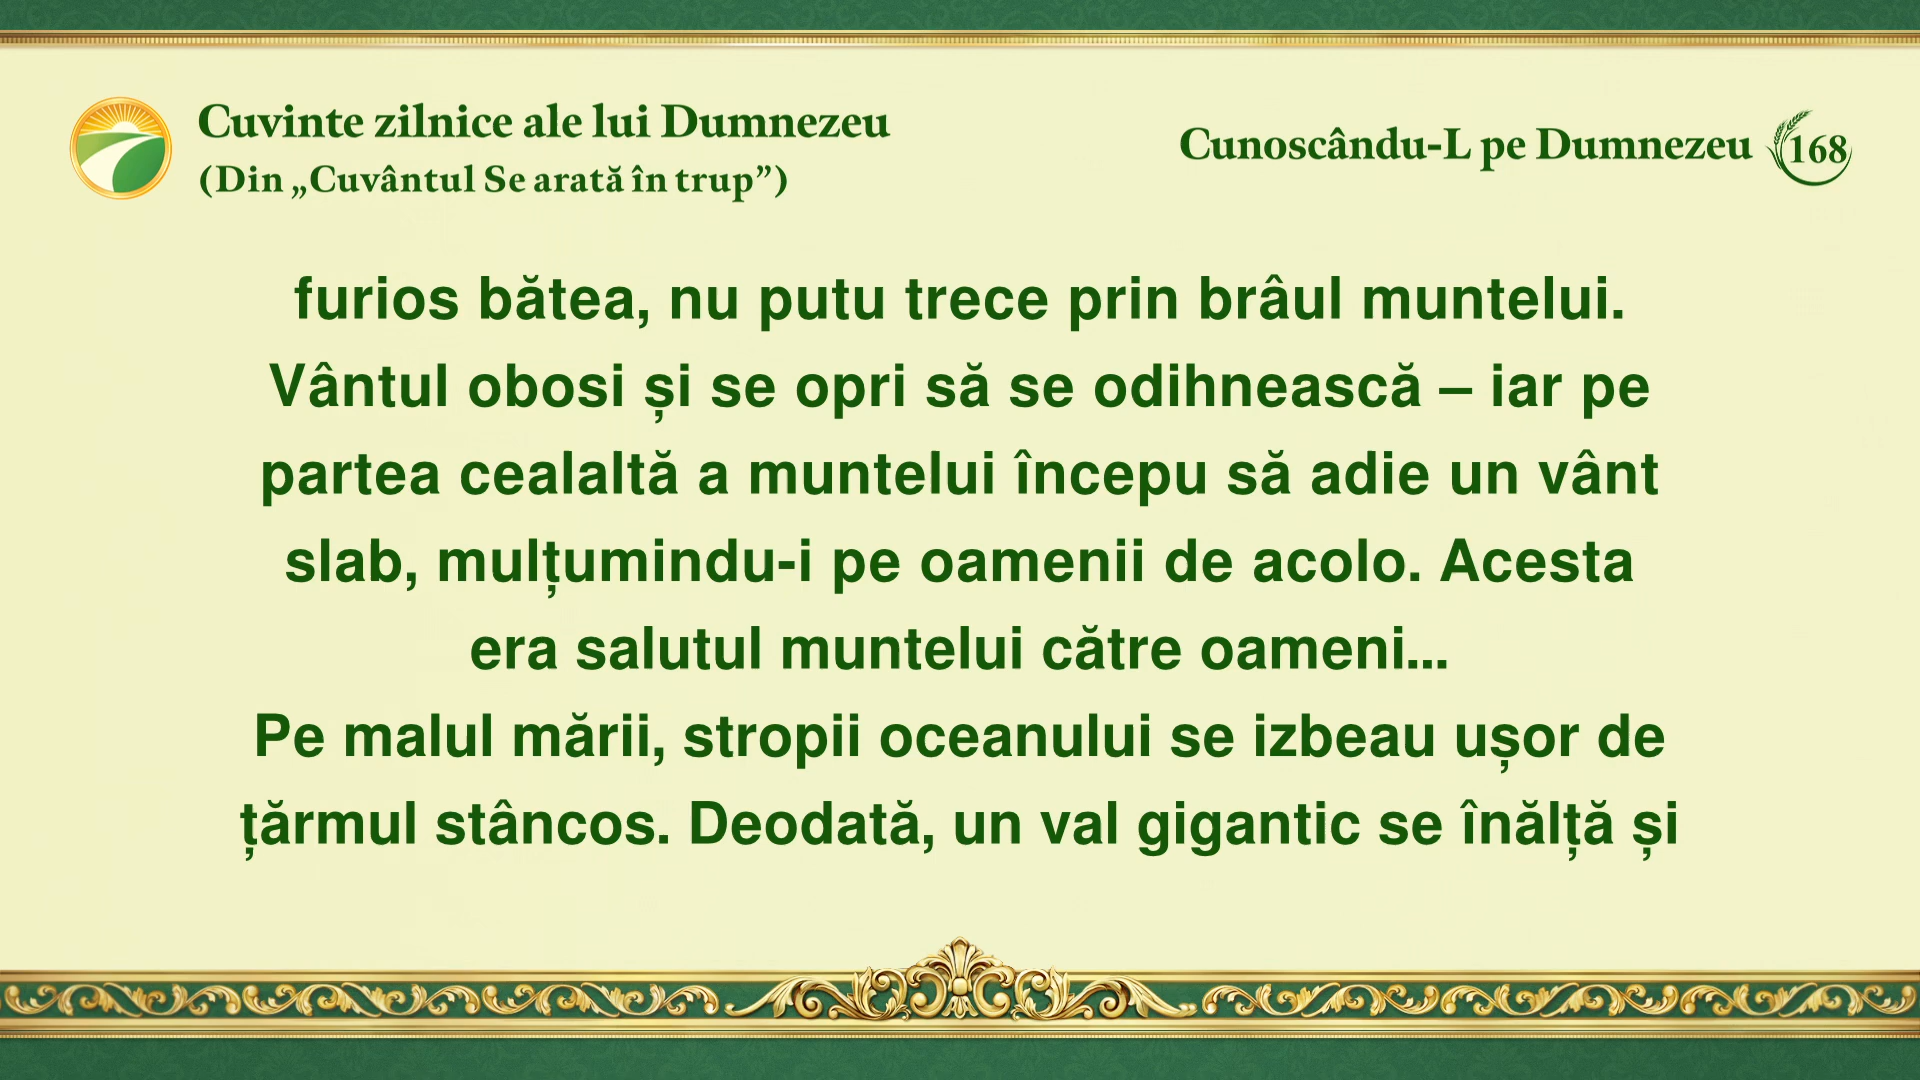 Cuvinte zilnice ale lui Dumnezeu
(Din „Cuvântul Se arată în trup”)
Cunoscându-L pe Dumnezeu 168
furios bătea, nu putu trece prin brâul muntelui.
Vântul obosi și se opri să se odihnească – iar pe
partea cealaltă a muntelui începu să adie un vânt
slab, mulțumindu-i pe oamenii de acolo. Acesta
era salutul muntelui către oameni...
Pe malul mării, stropii oceanului se izbeau ușor de
țărmul stâncos. Deodată, un val gigantic se înălță și